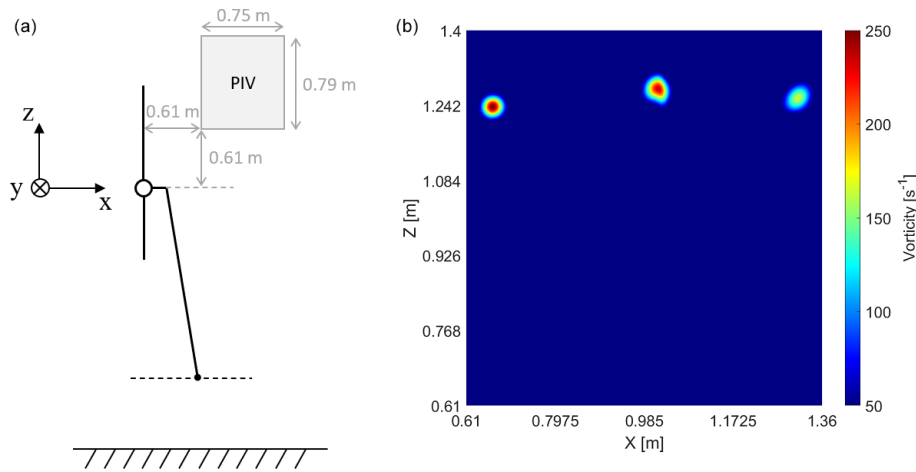 (a)
0.75 m
PIV
0.79 m
0.61 m
0.61 m
z
y
x
(b)
1.4
1.242
1.084
0.926
0.768
0.61
Z [m]
0.61 0.7975 0.985 1.1725 1.36
X [m]
250
200
150
100
50
Vorticity [s-1]